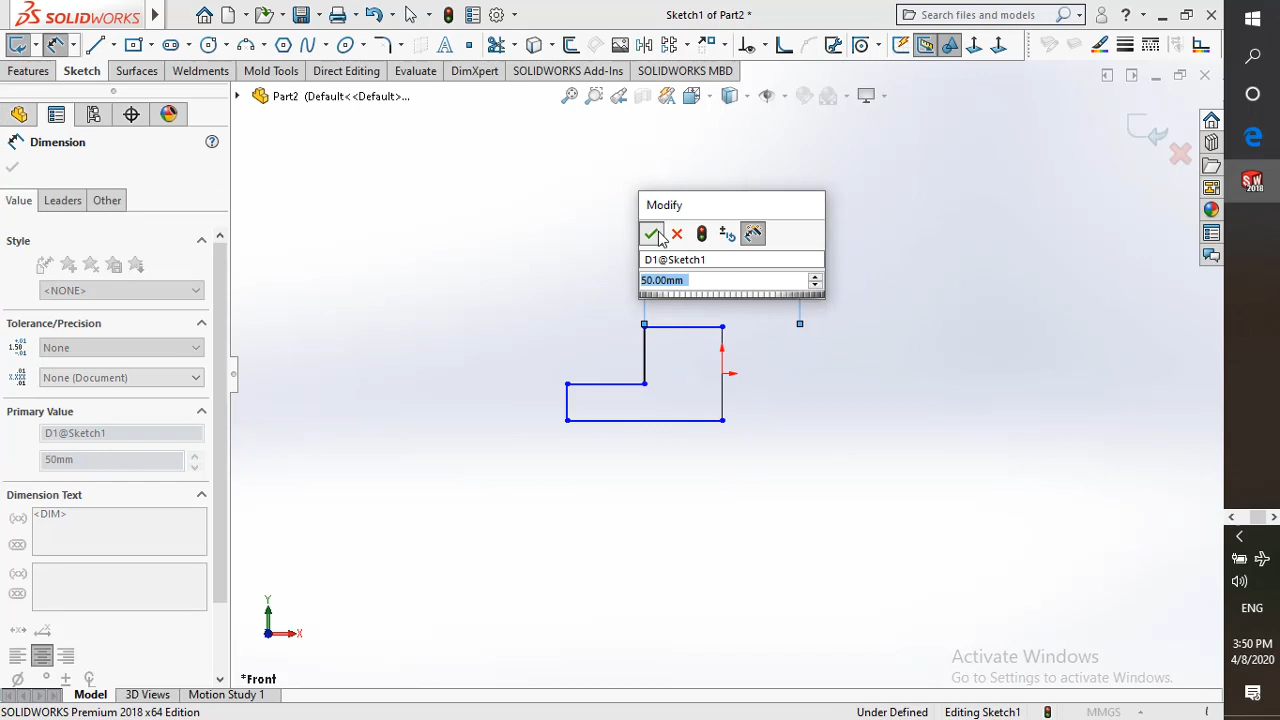 SOLIDWORKS
Sketch1 of Part2 *
Search files and models
?
Features
Sketch
Surfaces
Weldments
Mold Tools
Direct Editing
Evaluate
DimXpert
SOLIDWORKS Add-Ins
SOLIDWORKS MBD
Part2 (Default<<Default>...
Dimension
?
Value
Leaders
Other
Style
<NONE>
Tolerance/Precision
None
None (Document)
Primary Value
D1@Sketch1
50mm
Dimension Text
<DIM>
Modify
D1@Sketch1
50.00mm
Y
X
*Front
Activate Windows
Go to Settings to activate Windows.
Model
3D Views
Motion Study 1
SOLIDWORKS Premium 2018 x64 Edition
Under Defined
Editing Sketch1
MMGS
SW
2018
ENG
3:50 PM
4/8/2020